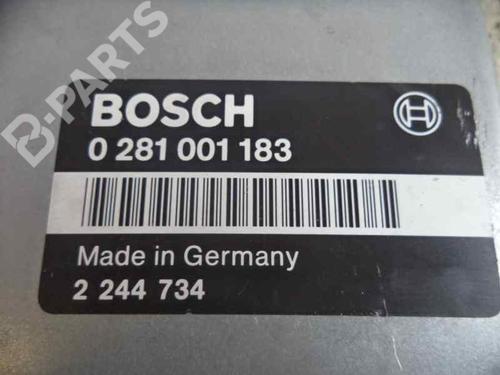 B-PARTS
BOSCH
0 281 001 183
Made in Germany
2 244 734